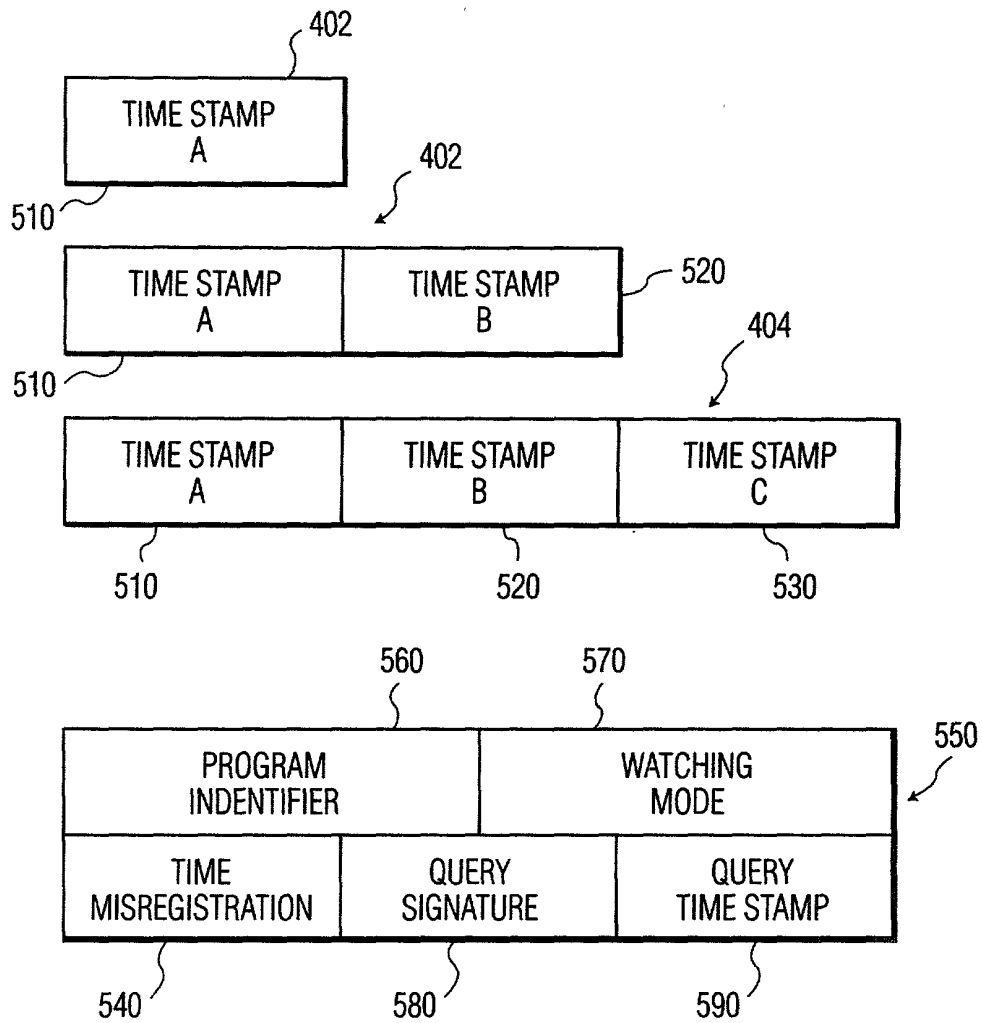 402
TIME STAMP
A
510
402
TIME STAMP
A
TIME STAMP
B
520
510
404
TIME STAMP
A
TIME STAMP
B
TIME STAMP
C
510
520
530
560
570
550
PROGRAM
INDENTIFIER
WATCHING
MODE
TIME
MISREGISTRATION
QUERY
SIGNATURE
QUERY
TIME STAMP
540
580
590